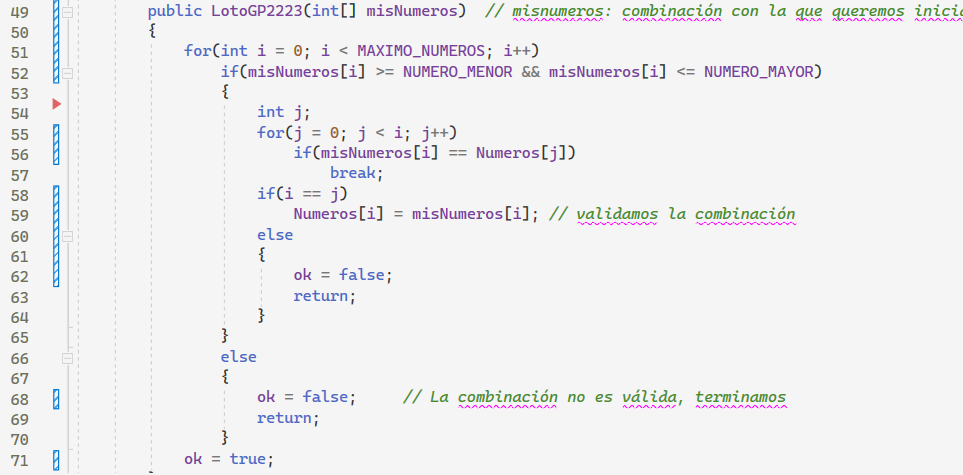 49 public LotoGP2223(int[] misNumeros) // misnumeros: combinación con la que queremos
50 {
51 for(int i = 0; i < MAXIMO_NUMEROS; i++)
52 if(misNumeros[i] >= NUMERO_MENOR && misNumeros[i] <= NUMERO_MAYOR)
53 {
54 int j;
55 for(j = 0; j < i; j++)
56 if(misNumeros[i] == Numeros[j])
57 break;
58 if(i == j)
59 Numeros[i] = misNumeros[i]; // validamos la combinación
60 else
61 {
62 ok = false;
63 return;
64 }
65 }
66 else
67 {
68 ok = false; // La combinación no es válida, terminamos
69 return;
70 }
71 ok = true;